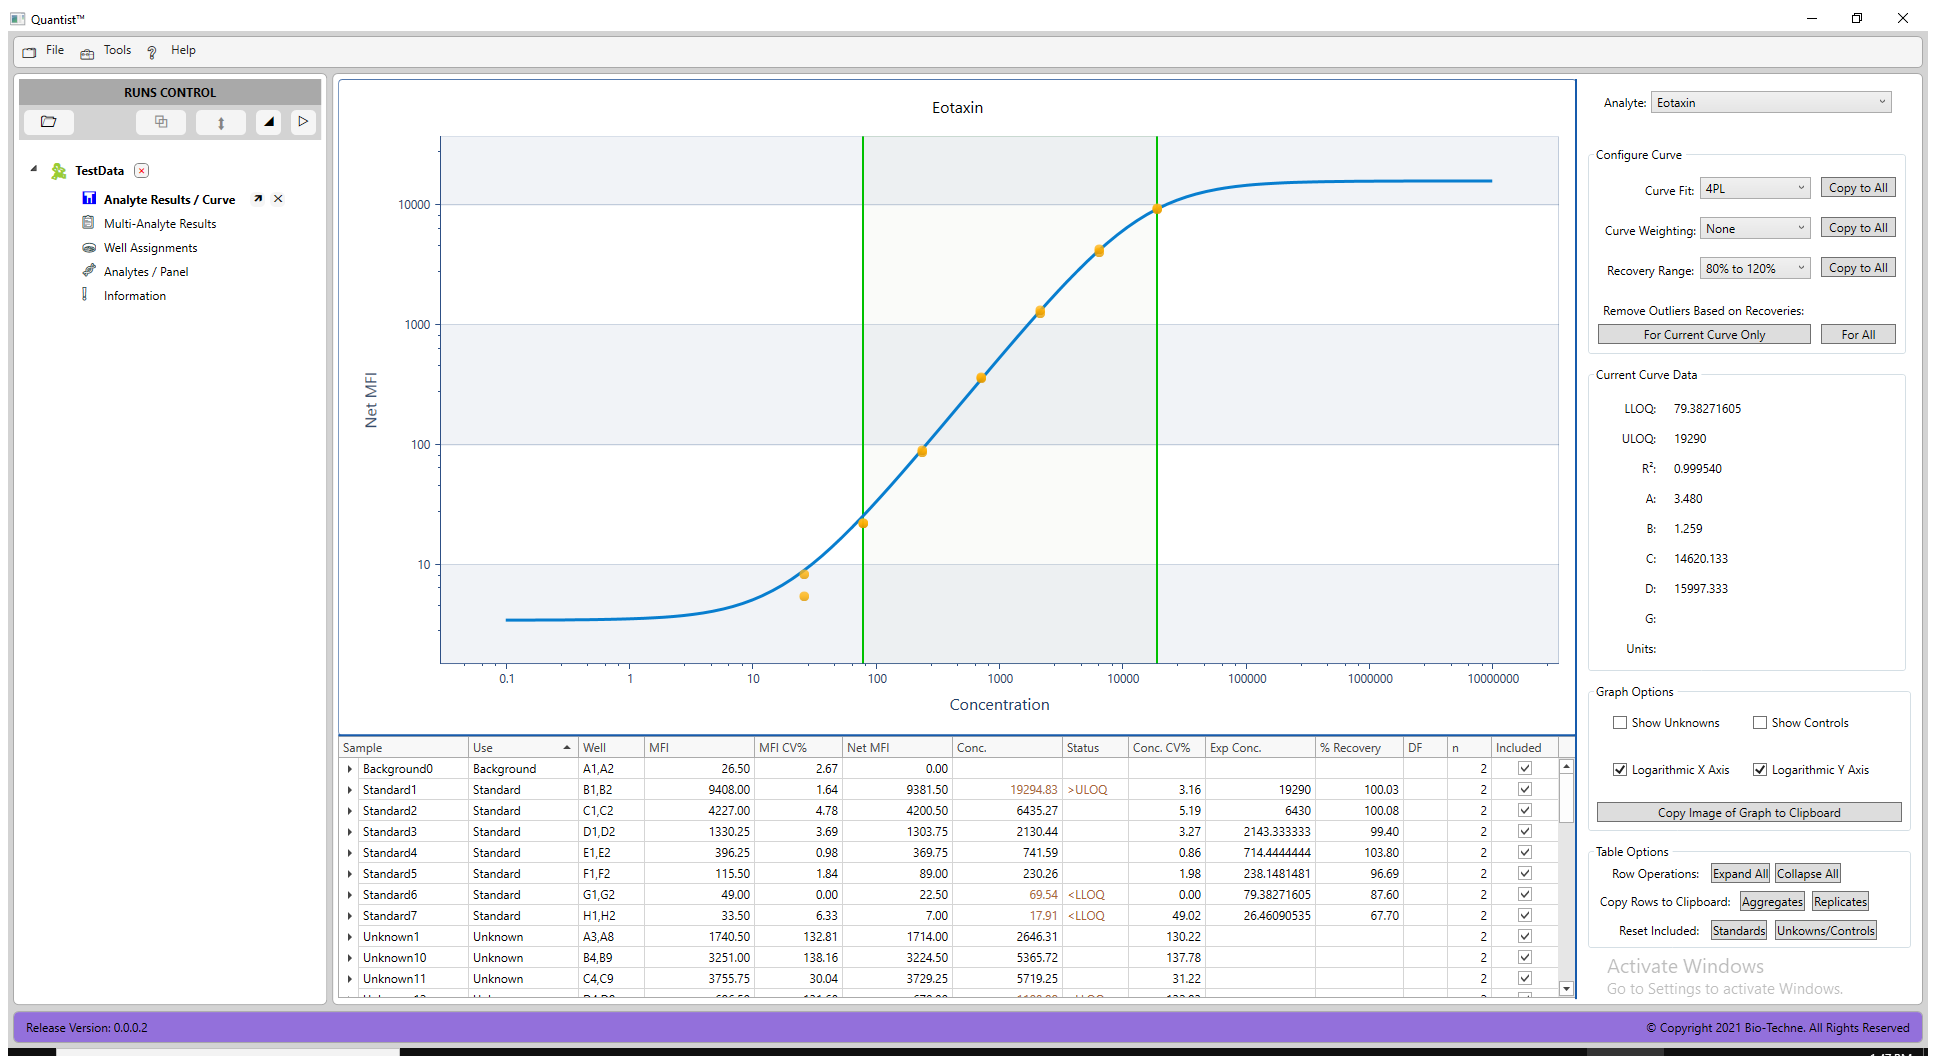 Quantist™
File Tools ? Help
RUNS CONTROL
TestData
Analyte Results / Curve
Multi-Analyte Results
Well Assignments
Analytes / Panel
Information
Eotaxin
10000
1000
100
10
Net MFI
0.1 1 10 100 1000 10000 100000 1000000 10000000
Concentration
Sample Use Well MFI MFI CV% Net MFI Conc. Status Conc. CV% Exp Conc. % Recovery DF n Included
Background0 Background A1,A2 26.50 2.67 0.00 2
Standard1 Standard B1,B2 9408.00 1.64 9381.50 19294.83 >ULOQ 3.16 19290 100.03 2
Standard2 Standard C1,C2 4227.00 4.78 4200.50 6435.27 5.19 6430 100.08 2
Standard3 Standard D1,D2 1330.25 3.69 1303.75 2130.44 3.27 2143.333333 99.40 2
Standard4 Standard E1,E2 396.25 0.98 369.75 741.59 0.86 714.4444444 103.80 2
Standard5 Standard F1,F2 115.50 1.84 89.00 230.26 1.98 238.1481481 96.69 2
Standard6 Standard G1,G2 49.00 0.00 22.50 69.54 <LLOQ 0.00 79.38271605 87.60 2
Standard7 Standard H1,H2 33.50 6.33 7.00 17.91 <LLOQ 49.02 26.46090535 67.70 2
Unknown1 Unknown A3,A8 1740.50 132.81 1714.00 2646.31 130.22 2
Unknown10 Unknown B4,B9 3251.00 138.16 3224.50 5365.72 137.78 2
Unknown11 Unknown C4,C9 3755.75 30.04 3729.25 5719.25 31.22 2
Analyte: Eotaxin
Configure Curve
Curve Fit: 4PL Copy to All
Curve Weighting: None Copy to All
Recovery Range: 80% to 120% Copy to All
Remove Outliers Based on Recoveries:
For Current Curve Only For All
Current Curve Data
LLOQ: 79.38271605
ULOQ: 19290
R²: 0.999540
A: 3.480
B: 1.259
C: 14620.133
D: 15997.333
G:
Units:
Graph Options
Show Unknowns Show Controls
Logarithmic X Axis Logarithmic Y Axis
Copy Image of Graph to Clipboard
Table Options
Row Operations: Expand All Collapse All
Copy Rows to Clipboard: Aggregates Replicates
Reset Included: Standards Unkowns/Controls
Activate Windows
Go to Settings to activate Windows.
Release Version: 0.0.0.2
© Copyright 2021 Bio-Techne. All Rights Reserved